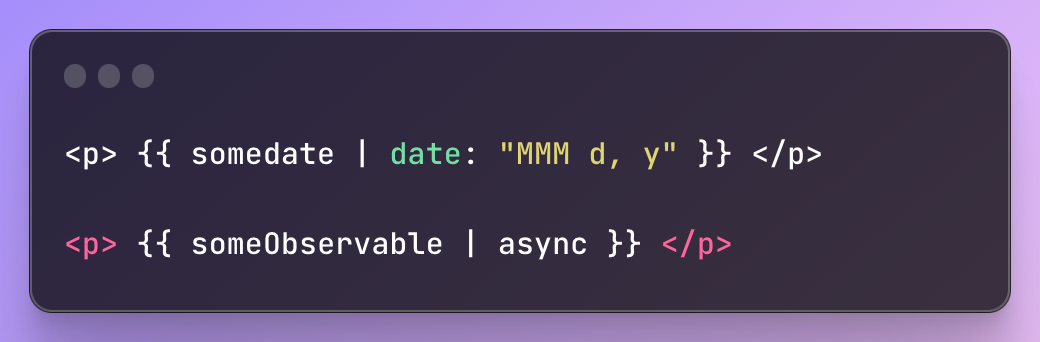 <p> {{ somedate | date: "MMM d, y" }} </p>
<p> {{ someObservable | async }} </p>